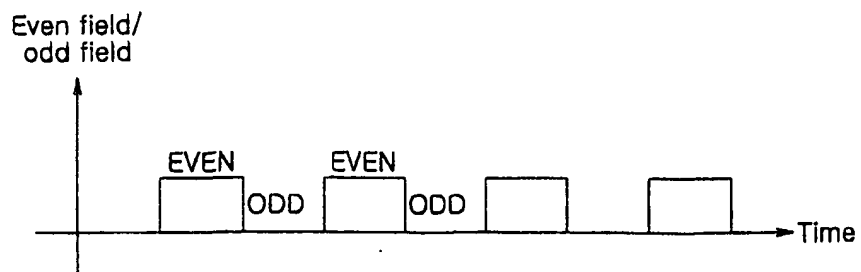 Even field/
odd field
EVEN EVEN
ODD ODD
Time